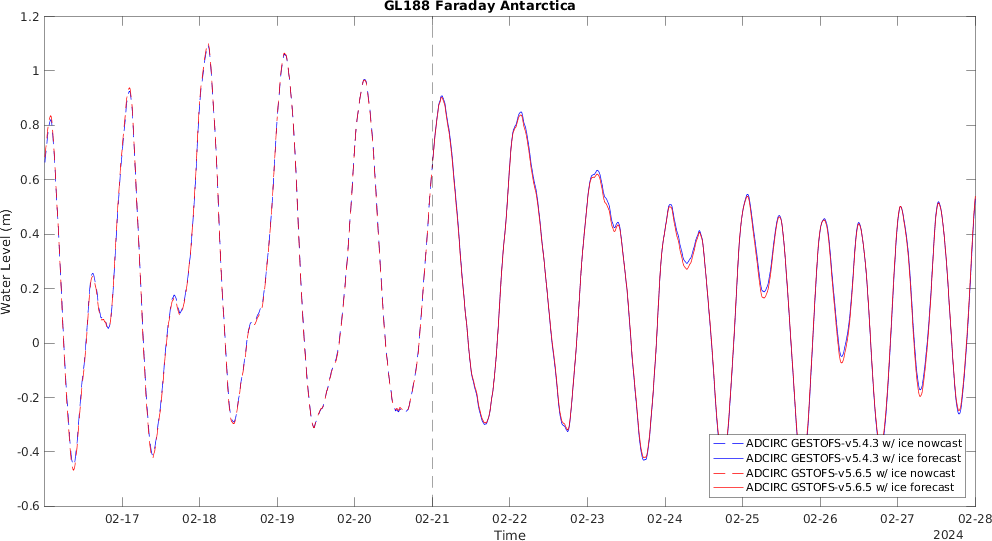 GL188 Faraday Antarctica
1.2
1
0.8
0.6
0.4
0.2
0
-0.2
-0.4
-0.6
Water Level (m)
ADCIRC GESTOFS-v5.4.3 w/ ice nowcast
ADCIRC GESTOFS-v5.4.3 w/ ice forecast
ADCIRC GSTOFS-v5.6.5 w/ ice nowcast
ADCIRC GSTOFS-v5.6.5 w/ ice forecast
02-17 02-18 02-19 02-20 02-21 02-22 02-23 02-24 02-25 02-26 02-27 02-28
Time
2024